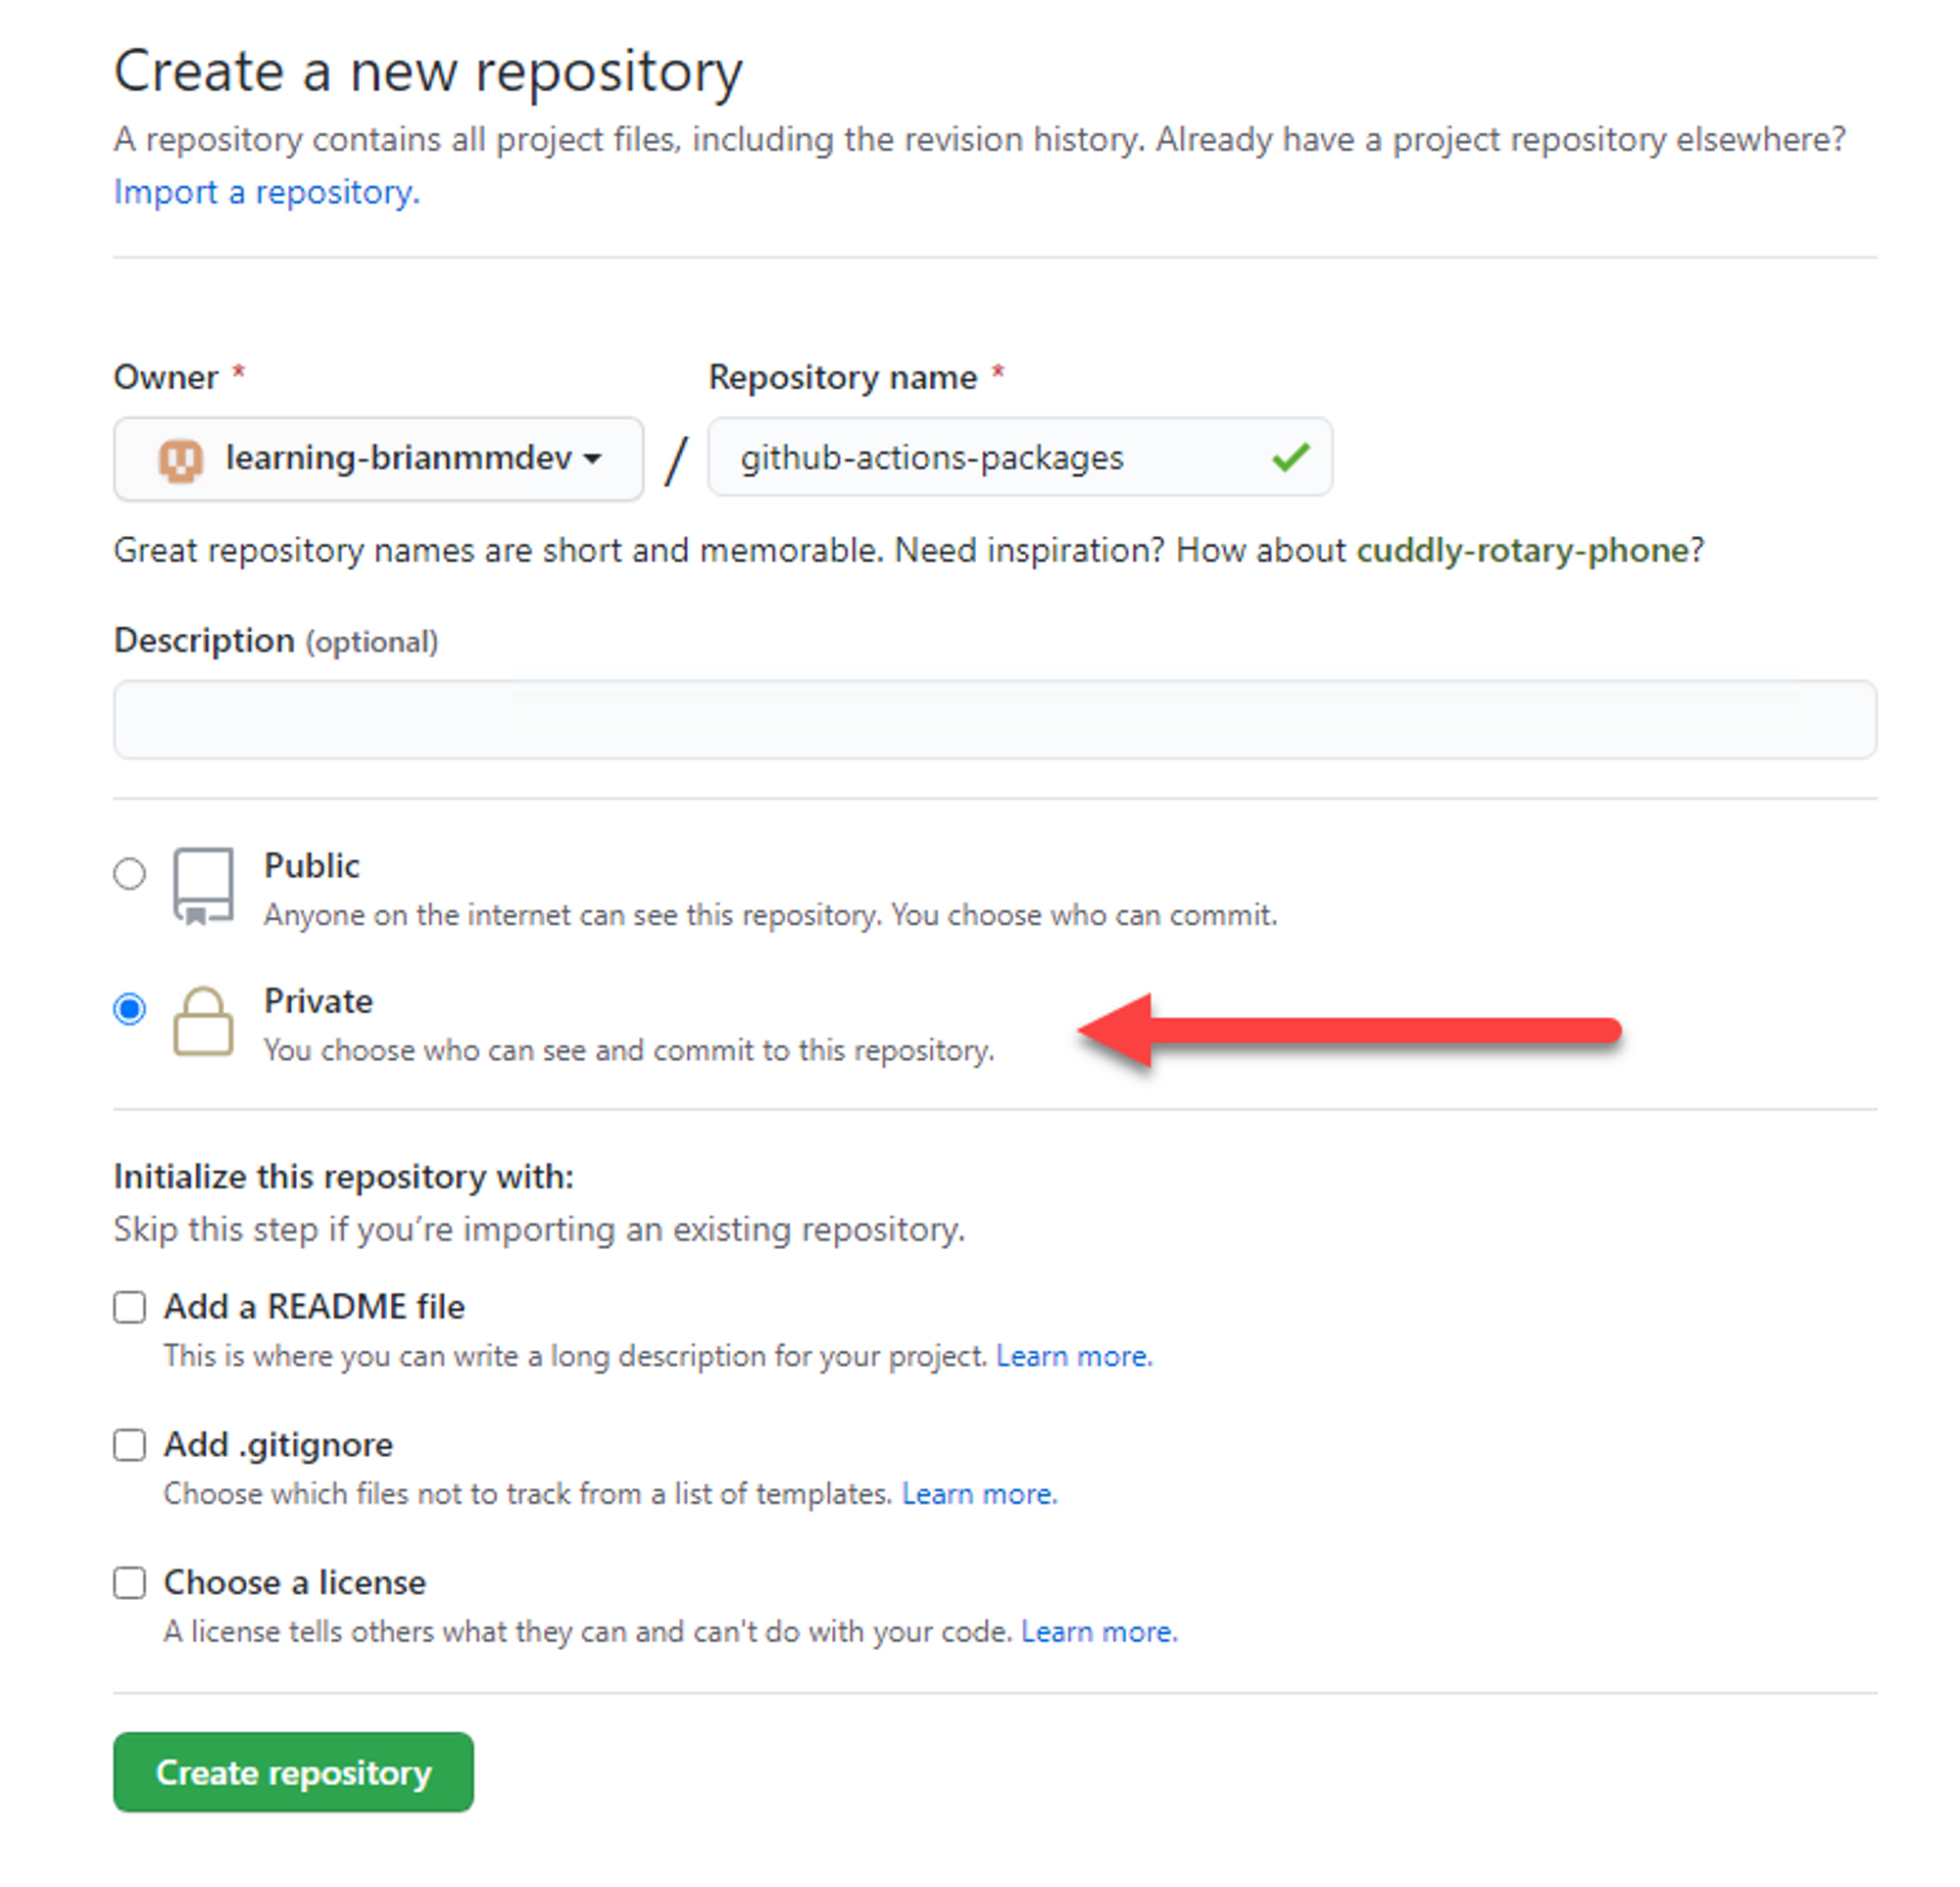 Create a new repository
A repository contains all project files, including the revision history. Already have a project repository elsewhere?
Import a repository.
Owner *
Repository name *
learning-brianmmdev / github-actions-packages
Great repository names are short and memorable. Need inspiration? How about cuddly-rotary-phone?
Description (optional)
Public
Anyone on the internet can see this repository. You choose who can commit.
Private
You choose who can see and commit to this repository.
Initialize this repository with:
Skip this step if you’re importing an existing repository.
Add a README file
This is where you can write a long description for your project. Learn more.
Add .gitignore
Choose which files not to track from a list of templates. Learn more.
Choose a license
A license tells others what they can and can't do with your code. Learn more.
Create repository